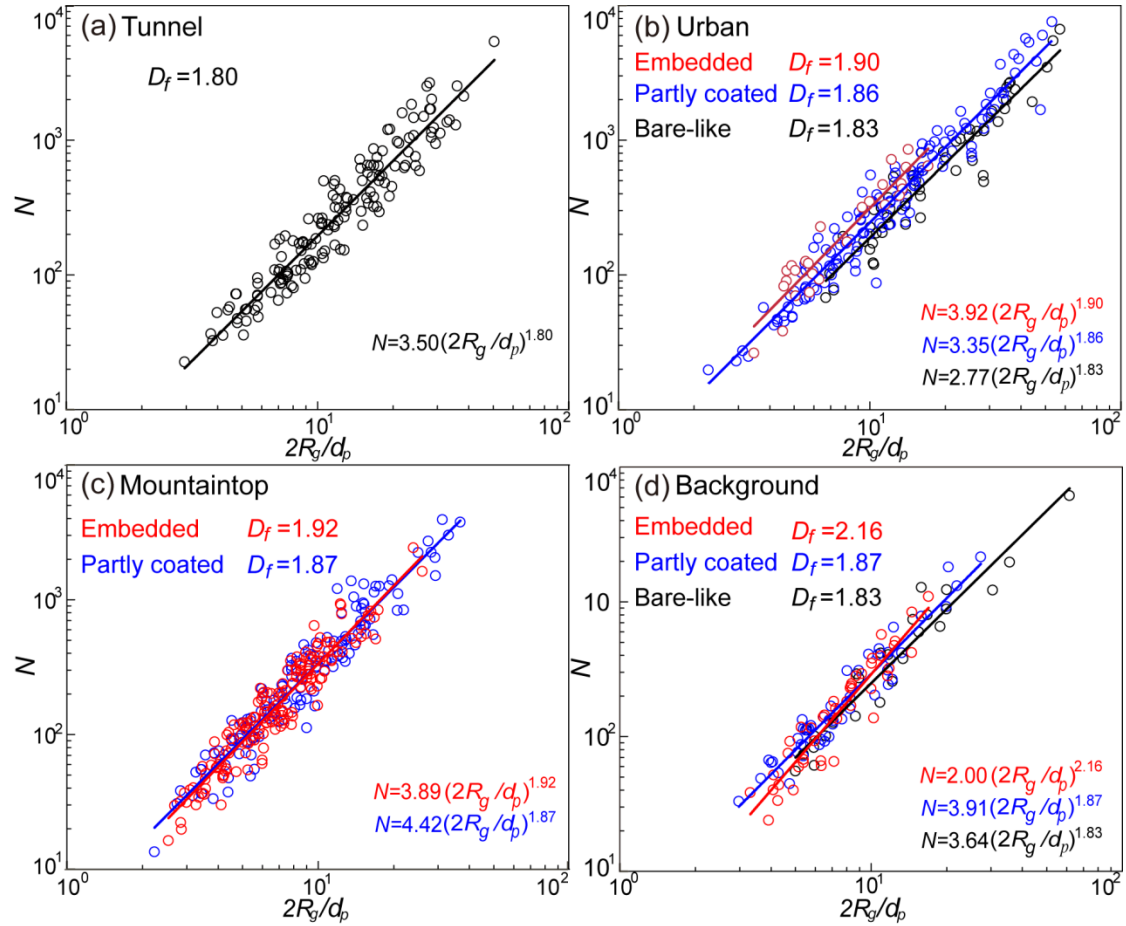 (a) Tunnel
D_f=1.80
N=3.50(2R_g/d_p)^1.80
10^4
10^3
10^2
10^1
N
10^0
10^1
10^2
2R_g/d_p
(b) Urban
Embedded D_f=1.90
Partly coated D_f=1.86
Bare-like D_f=1.83
N=3.92(2R_g/d_p)^1.90
N=3.35(2R_g/d_p)^1.86
N=2.77(2R_g/d_p)^1.83
10^4
10^3
10^2
10^1
N
10^0
10^1
10^2
2R_g/d_p
(c) Mountaintop
Embedded D_f=1.92
Partly coated D_f=1.87
N=3.89(2R_g/d_p)^1.92
N=4.42(2R_g/d_p)^1.87
10^4
10^3
10^2
10^1
N
10^0
10^1
10^2
2R_g/d_p
(d) Background
Embedded D_f=2.16
Partly coated D_f=1.87
Bare-like D_f=1.83
N=2.00(2R_g/d_p)^2.16
N=3.91(2R_g/d_p)^1.87
N=3.64(2R_g/d_p)^1.83
10^4
10
10^2
10^1
N
10^0
10^1
10^2
2R_g/d_p